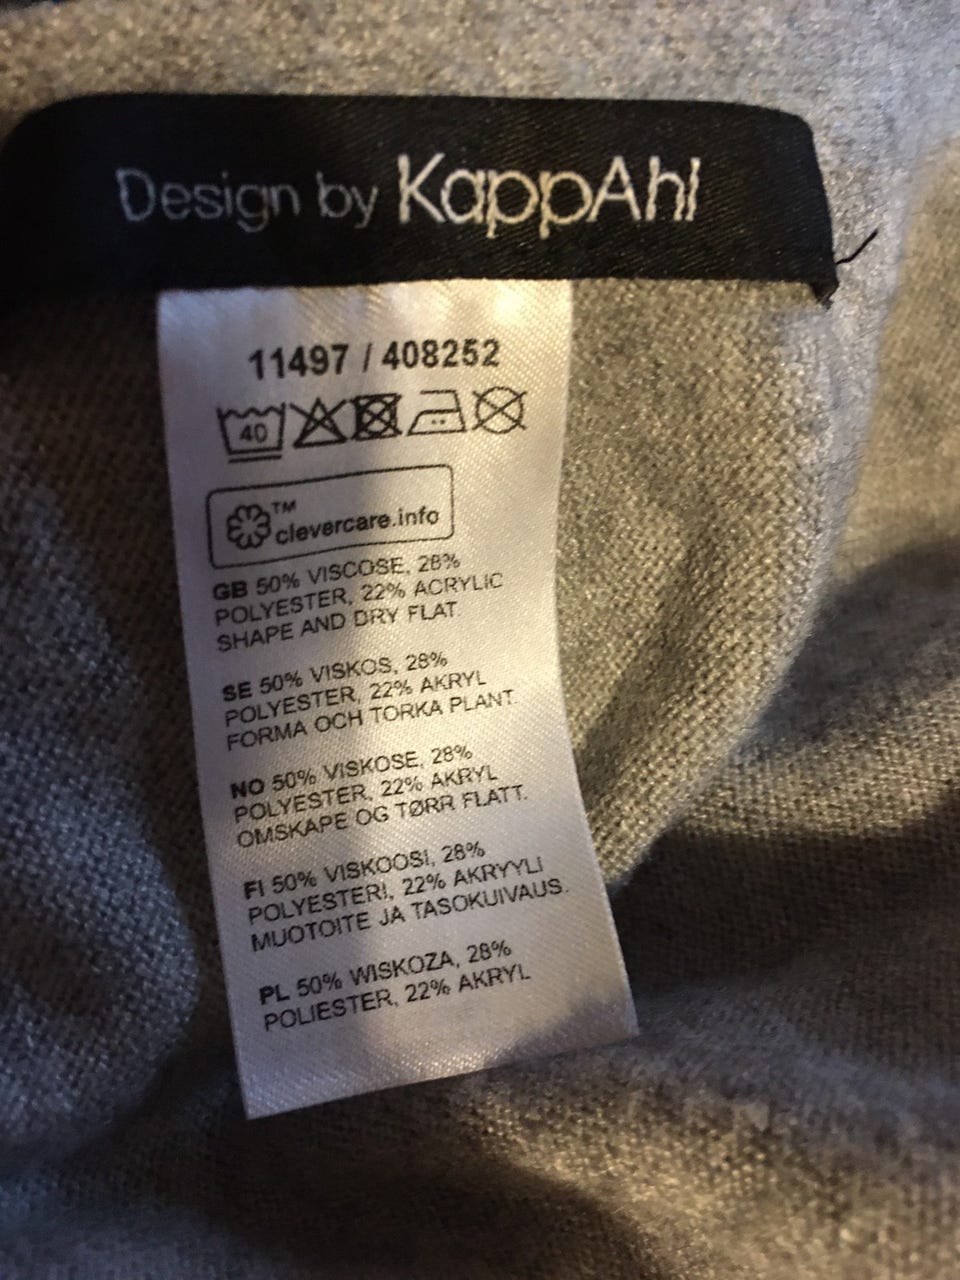 Design by KappAhl
11497 / 408252
40
™
clevercare.info
GB 50% VISCOSE, 28%
POLYESTER, 22% ACRYLIC
SHAPE AND DRY FLAT.
SE 50% VISKOS, 28%
POLYESTER, 22% AKRYL
FORMA OCH TORKA PLANT.
NO 50% VISKOSE, 28%
POLYESTER, 22% AKRYL
OMSKAPE OG TØRR FLATT.
FI 50% VISKOOSI, 28%
POLYESTERI, 22% AKRYYLI
MUOTOITE JA TASOKUIVAUS.
PL 50% WISKOZA, 28%
POLIESTER, 22% AKRYL